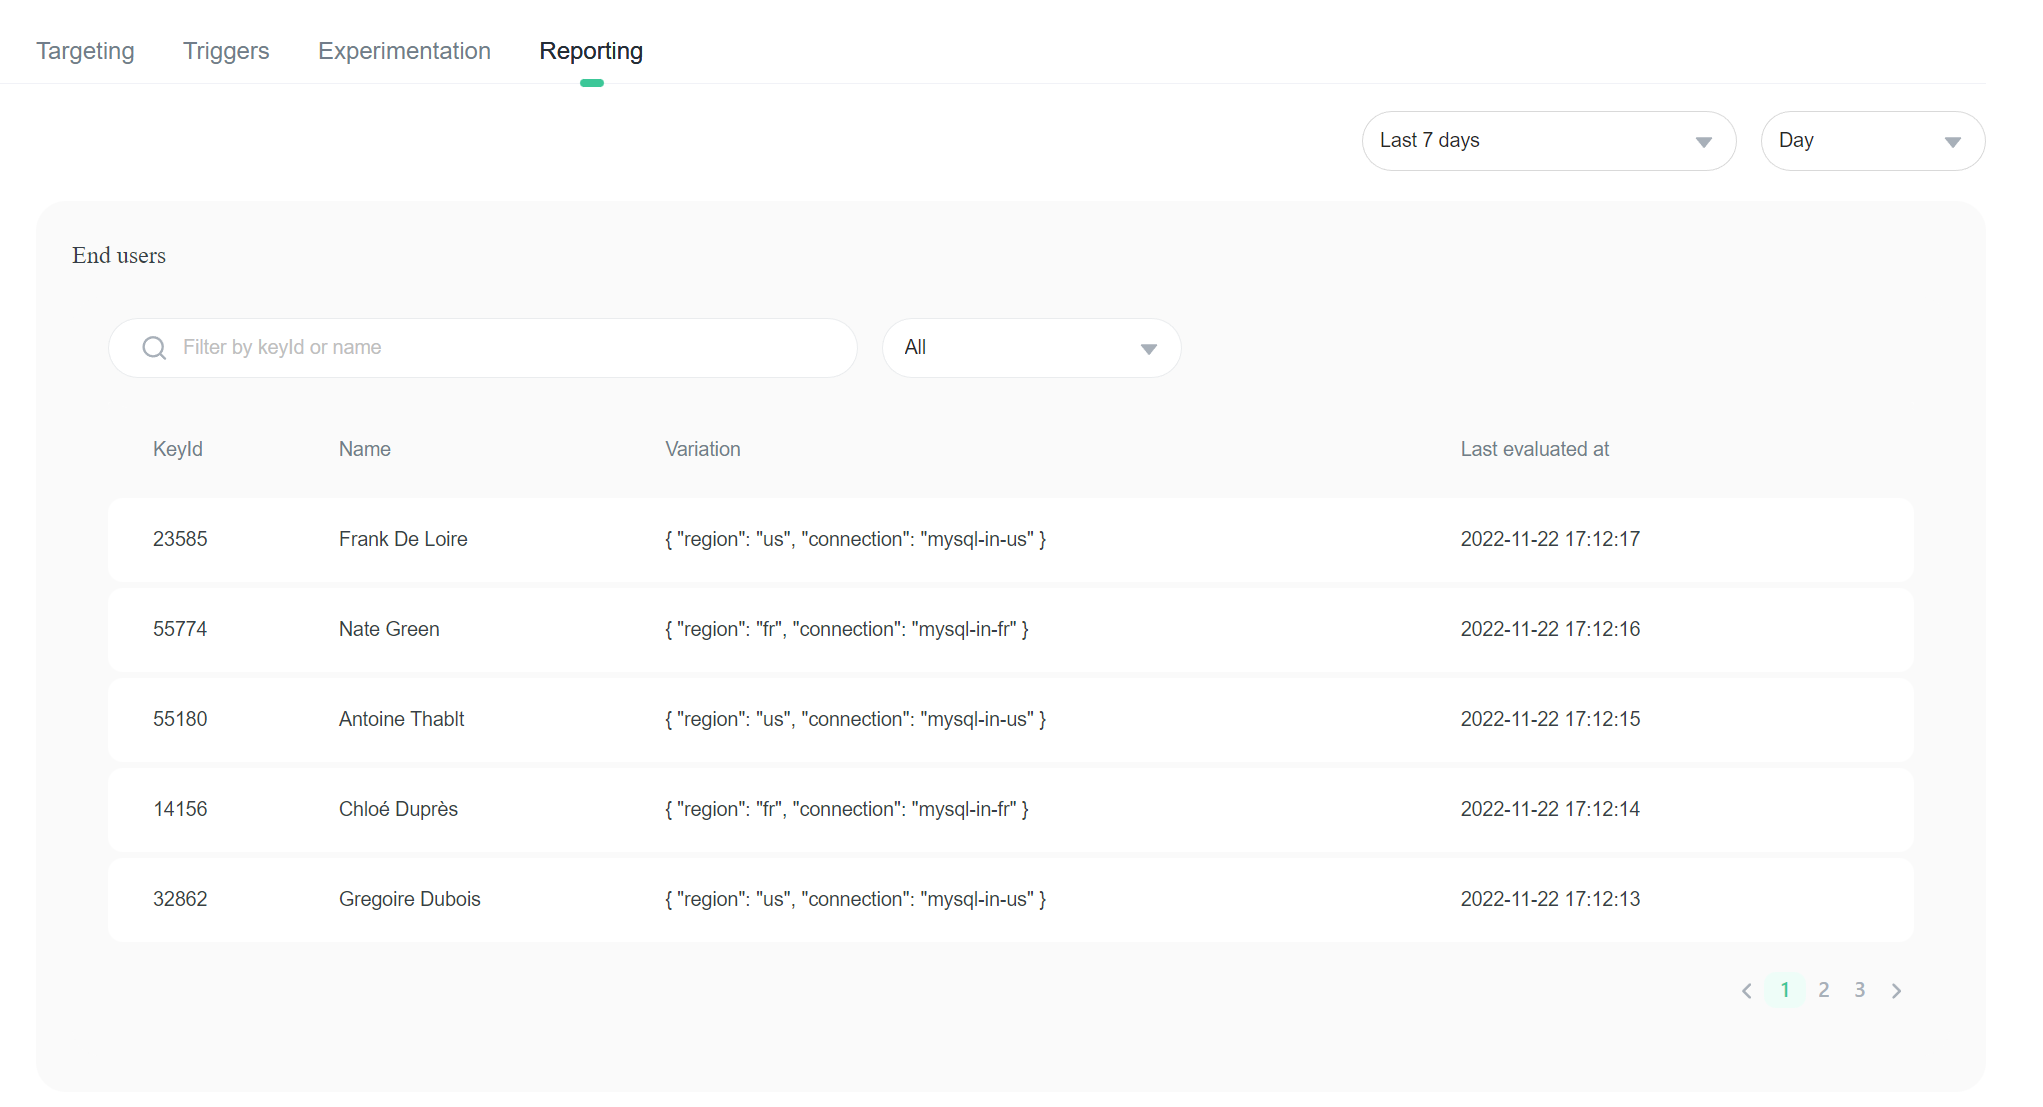 Targeting Triggers Experimentation Reporting
Last 7 days Day
End users
Filter by keyId or name All
KeyId Name Variation Last evaluated at
23585 Frank De Loire { "region": "us", "connection": "mysql-in-us" } 2022-11-22 17:12:17
55774 Nate Green { "region": "fr", "connection": "mysql-in-fr" } 2022-11-22 17:12:16
55180 Antoine Thablt { "region": "us", "connection": "mysql-in-us" } 2022-11-22 17:12:15
14156 Chloé Duprès { "region": "fr", "connection": "mysql-in-fr" } 2022-11-22 17:12:14
32862 Gregoire Dubois { "region": "us", "connection": "mysql-in-us" } 2022-11-22 17:12:13
1 2 3